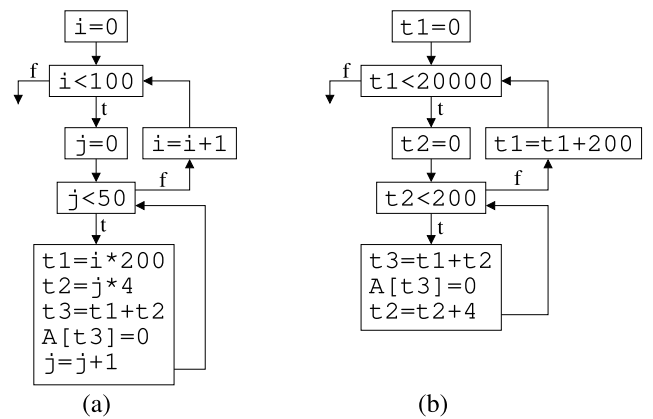 i=0
f
i<100
t
j=0
i=i+1
f
j<50
t
t1=i*200
t2=j*4
t3=t1+t2
A[t3]=0
j=j+1
(a)
t1=0
f
t1<20000
t
t2=0
t1=t1+200
f
t2<200
t
t3=t1+t2
A[t3]=0
t2=t2+4
(b)